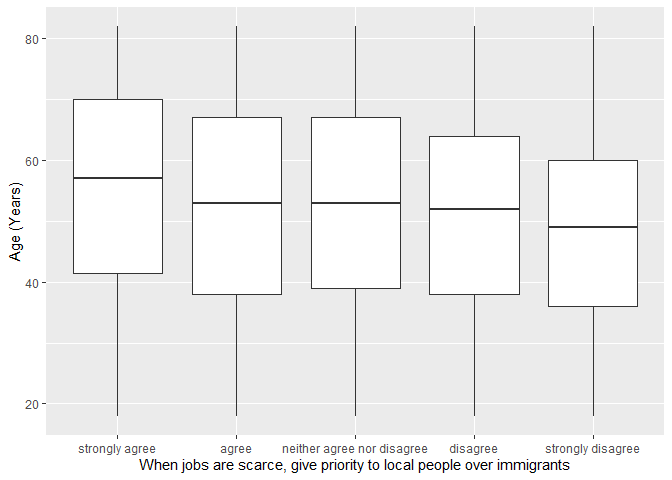 80
60
40
20
Age (Years)
strongly agree agree neither agree nor disagree disagree strongly disagree
When jobs are scarce, give priority to local people over immigrants